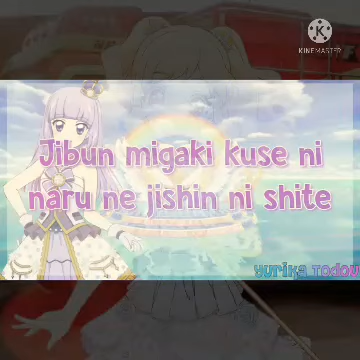 KINEMASTER
Jibun migaki kuse ni
naru ne jishin ni shite
Yurika Todou